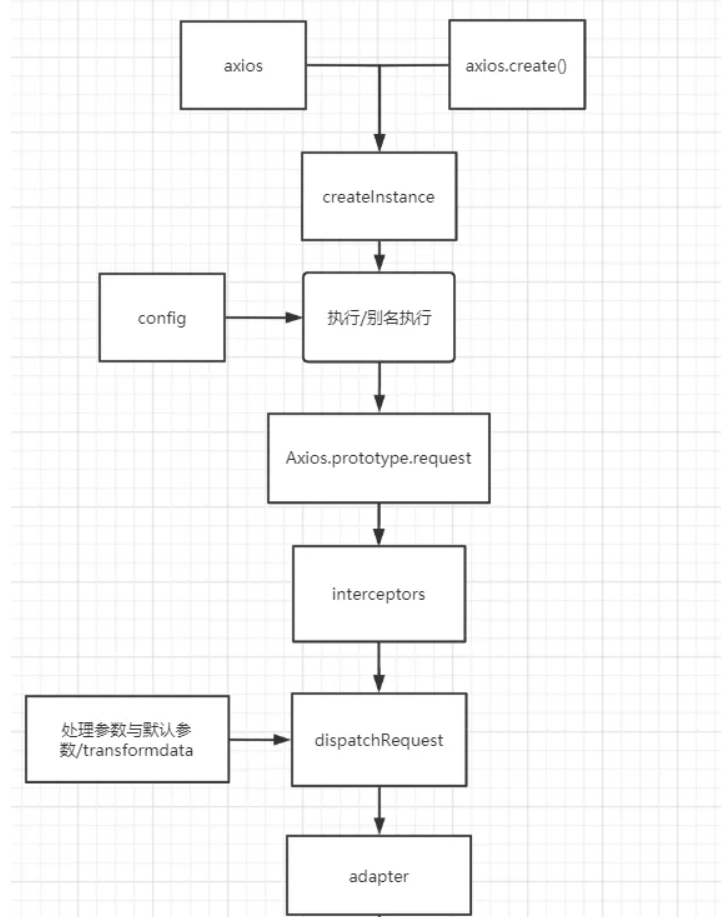 axios
axios.create()
createInstance
config
执行/别名执行
Axios.prototype.request
interceptors
处理参数与默认参
数/transformdata
dispatchRequest
adapter